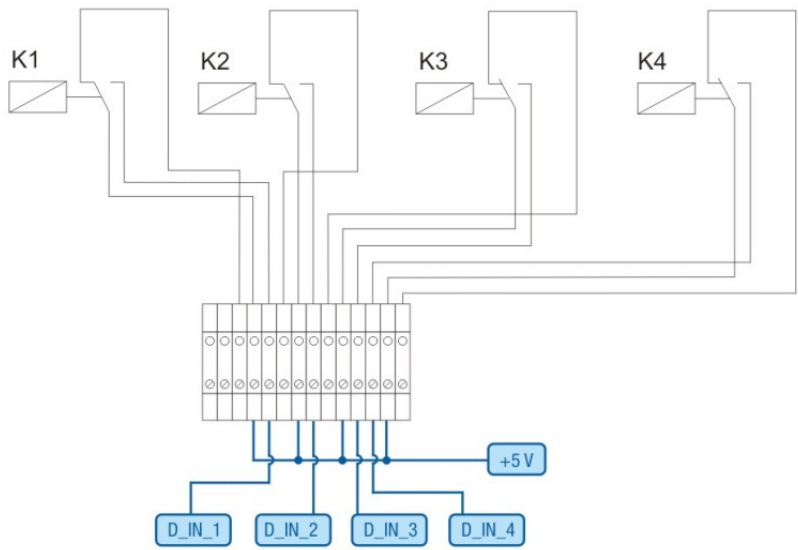 K1
K2
K3
K4
+5 V
D_IN_1
D_IN_2
D_IN_3
D_IN_4